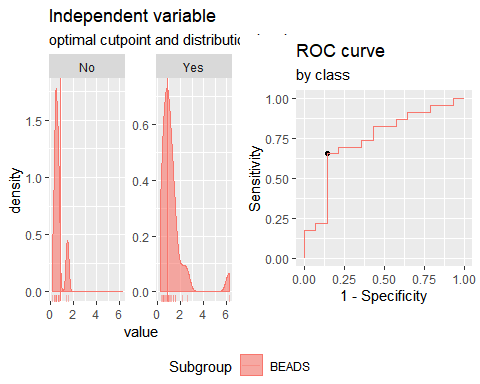 Independent variable
optimal cutpoint and distributio
No
Yes
density
0.0
0.5
1.0
1.5
0.0
0.2
0.4
0.6
0 2 4 6
0 2 4 6
value
ROC curve
by class
Sensitivity
1.00
0.75
0.50
0.25
0.00
0.00 0.25 0.50 0.75 1.00
1 - Specificity
Subgroup
BEADS